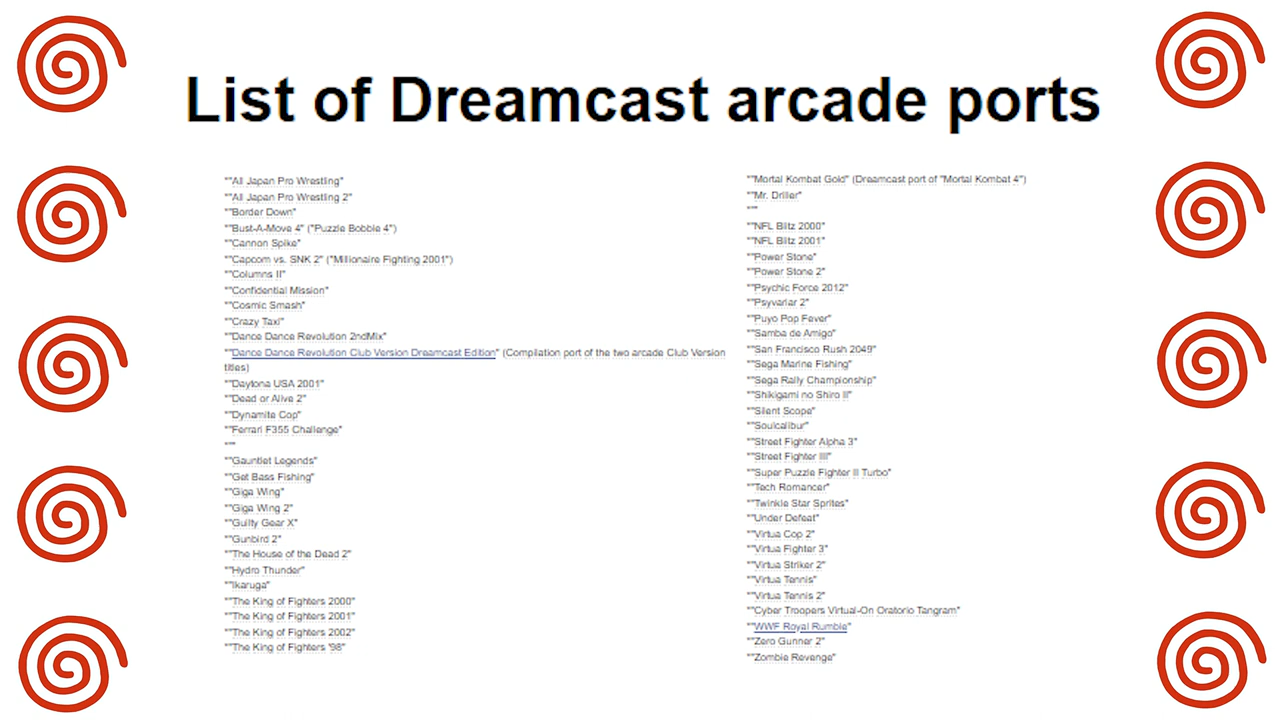 List of Dreamcast arcade ports
""All Japan Pro Wrestling"
""All Japan Pro Wrestling 2"
""Border Down"
""Bust-A-Move 4" ("Puzzle Bobble 4")
""Cannon Spike"
""Capcom vs. SNK 2" ("Millionaire Fighting 2001")
""Columns II"
""Confidential Mission"
""Cosmic Smash"
""Crazy Taxi"
""Dance Dance Revolution 2ndMix"
""Dance Dance Revolution Club Version Dreamcast Edition" (Compilation port of the two arcade Club Version
titles)
""Daytona USA 2001"
""Dead or Alive 2"
""Dynamite Cop"
""Ferrari F355 Challenge"
"""
""Gauntlet Legends"
""Get Bass Fishing"
""Giga Wing"
""Giga Wing 2"
""Guilty Gear X"
""Gunbird 2"
""The House of the Dead 2"
""Hydro Thunder"
""Ikaruga"
""The King of Fighters 2000"
""The King of Fighters 2001"
""The King of Fighters 2002"
""The King of Fighters '98"
""Mortal Kombat Gold" (Dreamcast port of "Mortal Kombat 4")
""Mr. Driller"
"""
""NFL Blitz 2000"
""NFL Blitz 2001"
""Power Stone"
""Power Stone 2"
""Psychic Force 2012"
""Psyvariar 2"
""Puyo Pop Fever"
""Samba de Amigo"
""San Francisco Rush 2049"
""Sega Marine Fishing"
""Sega Rally Championship"
""Shikigami no Shiro II"
""Silent Scope"
""Soulcalibur"
""Street Fighter Alpha 3"
""Street Fighter III"
""Super Puzzle Fighter II Turbo"
""Tech Romancer"
""Twinkle Star Sprites"
""Under Defeat"
""Virtua Cop 2"
""Virtua Fighter 3"
""Virtua Striker 2"
""Virtua Tennis"
""Virtua Tennis 2"
""Cyber Troopers Virtual-On Oratorio Tangram"
""WWF Royal Rumble"
""Zero Gunner 2"
""Zombie Revenge"